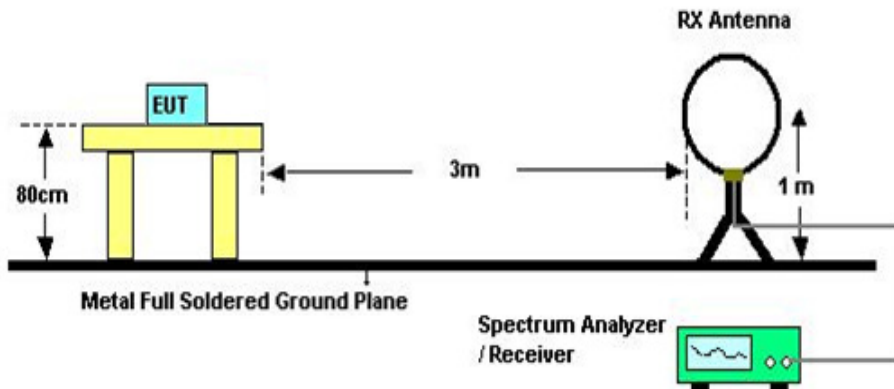 RX Antenna
EUT
3m
80cm
1 m
Metal Full Soldered Ground Plane
Spectrum Analyzer
/ Receiver